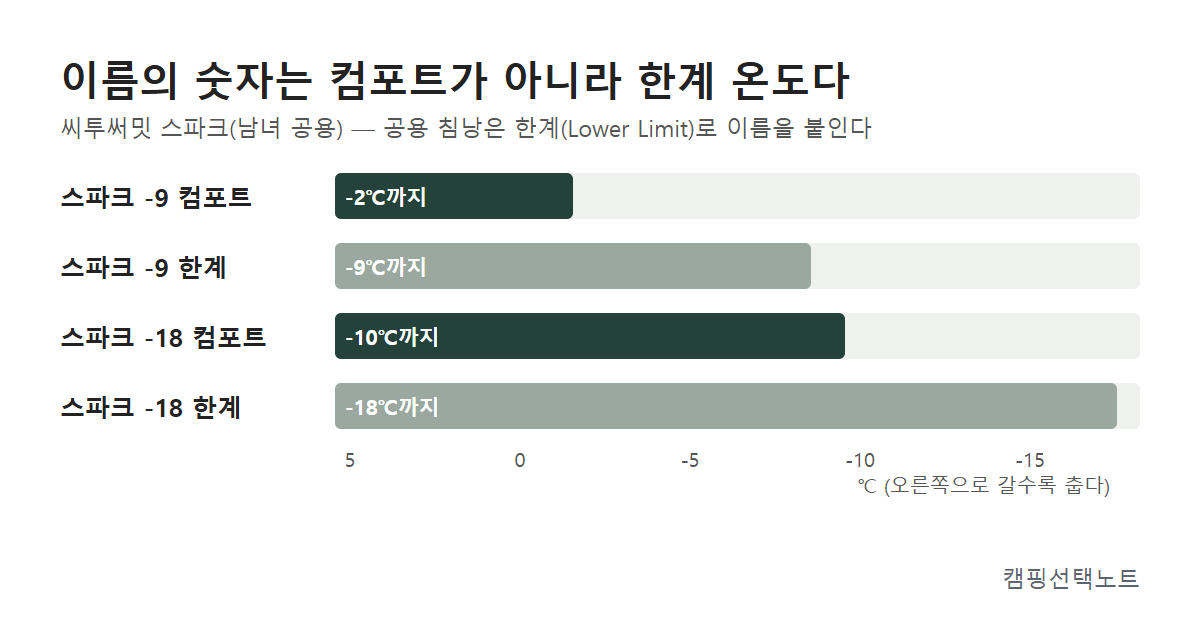 이름의 숫자는 컴포트가 아니라 한계 온도다
씨투써밋 스파크(남녀 공용) — 공용 침낭은 한계(Lower Limit)로 이름을 붙인다
스파크 -9 컴포트
-2℃까지
스파크 -9 한계
-9℃까지
스파크 -18 컴포트
-10℃까지
스파크 -18 한계
-18℃까지
5 0 -5 -10 -15
℃ (오른쪽으로 갈수록 춥다)
캠핑선택노트